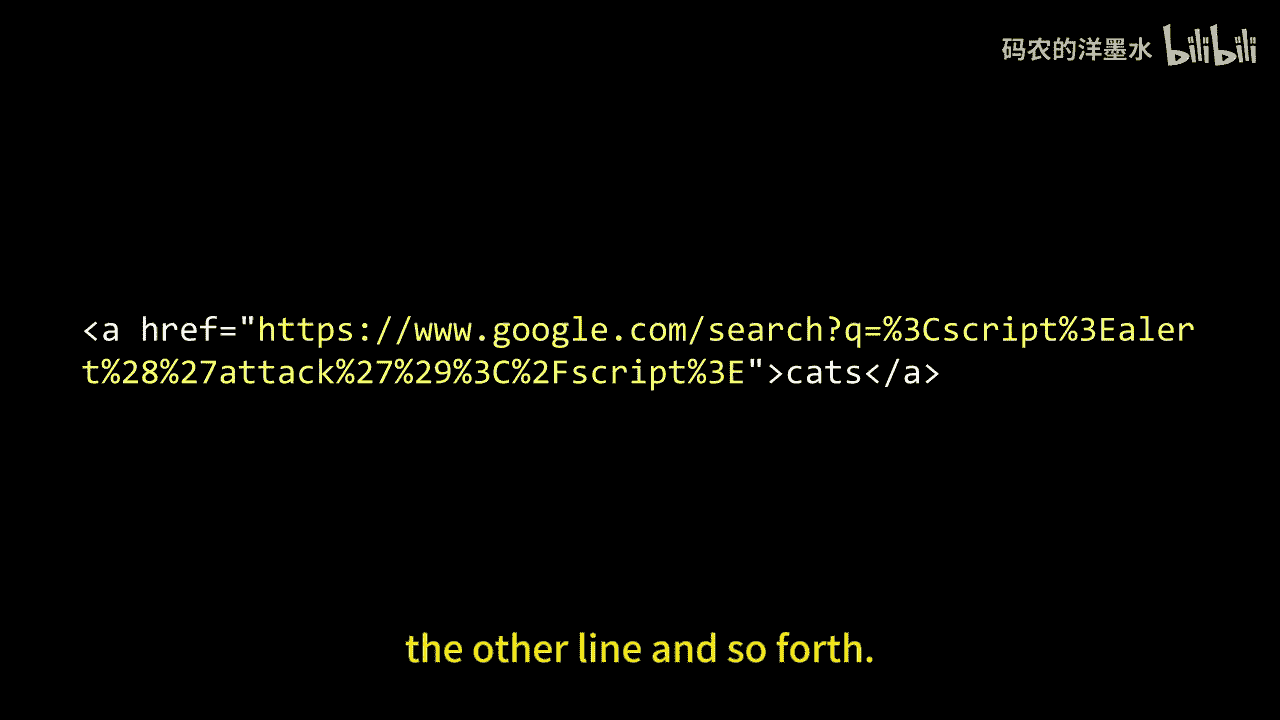 码农的洋墨水 bilibili
<a href="https://www.google.com/search?q=%3Cscript%3Ealer
t%28%27attack%27%29%3C%2Fscript%3E">cats</a>
the other line and so forth.